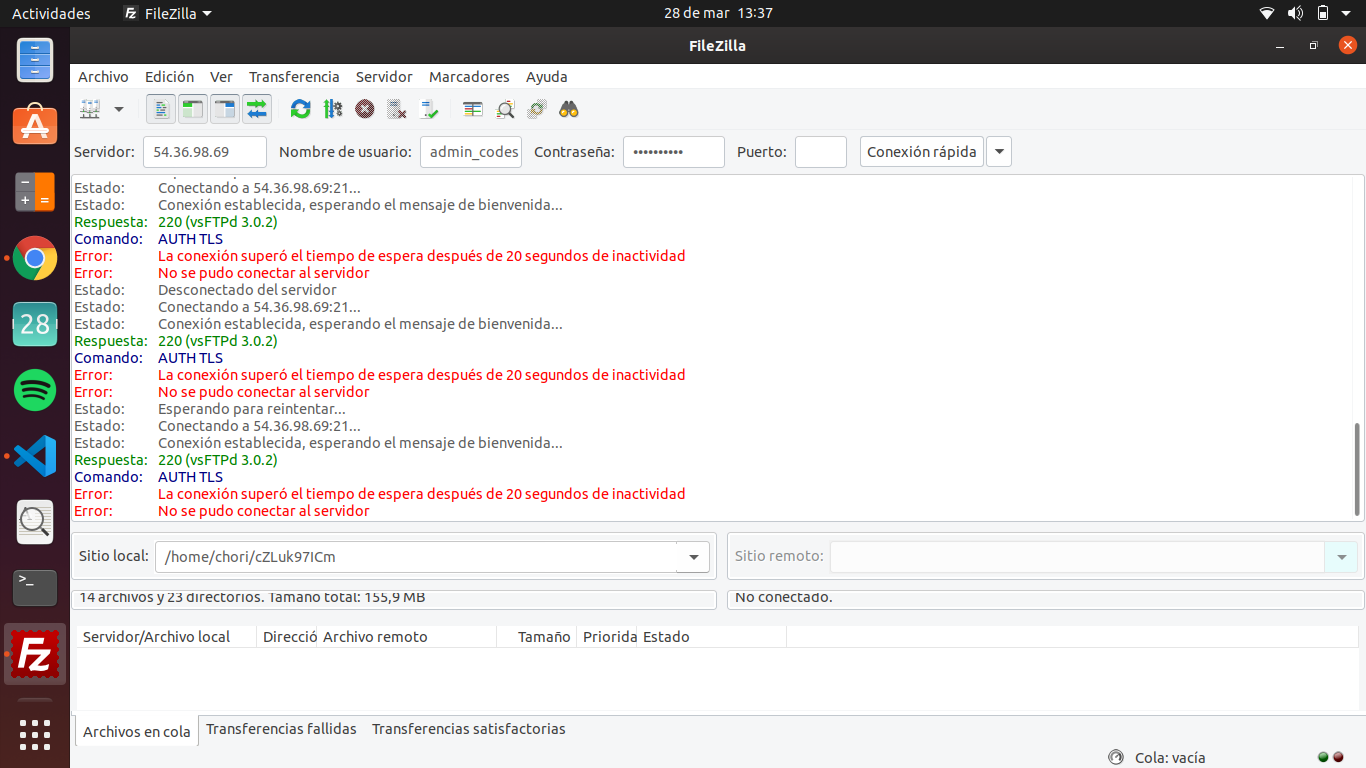 Actividades FileZilla 28 de mar 13:37
FileZilla
Archivo Edición Ver Transferencia Servidor Marcadores Ayuda
Servidor: 54.36.98.69 Nombre de usuario: admin_codes Contraseña: •••••••••• Puerto: Conexión rápida
Estado: Conectando a 54.36.98.69:21...
Estado: Conexión establecida, esperando el mensaje de bienvenida...
Respuesta: 220 (vsFTPd 3.0.2)
Comando: AUTH TLS
Error: La conexión superó el tiempo de espera después de 20 segundos de inactividad
Error: No se pudo conectar al servidor
Estado: Desconectado del servidor
Estado: Conectando a 54.36.98.69:21...
Estado: Conexión establecida, esperando el mensaje de bienvenida...
Respuesta: 220 (vsFTPd 3.0.2)
Comando: AUTH TLS
Error: La conexión superó el tiempo de espera después de 20 segundos de inactividad
Error: No se pudo conectar al servidor
Estado: Esperando para reintentar...
Estado: Conectando a 54.36.98.69:21...
Estado: Conexión establecida, esperando el mensaje de bienvenida...
Respuesta: 220 (vsFTPd 3.0.2)
Comando: AUTH TLS
Error: La conexión superó el tiempo de espera después de 20 segundos de inactividad
Error: No se pudo conectar al servidor
Sitio local: /home/chori/cZLuk97ICm Sitio remoto:
14 archivos y 23 directorios. Tamaño total: 155,9 MB No conectado.
Servidor/Archivo local Direcció Archivo remoto Tamaño Priorida Estado
Archivos en cola Transferencias fallidas Transferencias satisfactorias
Cola: vacía
28